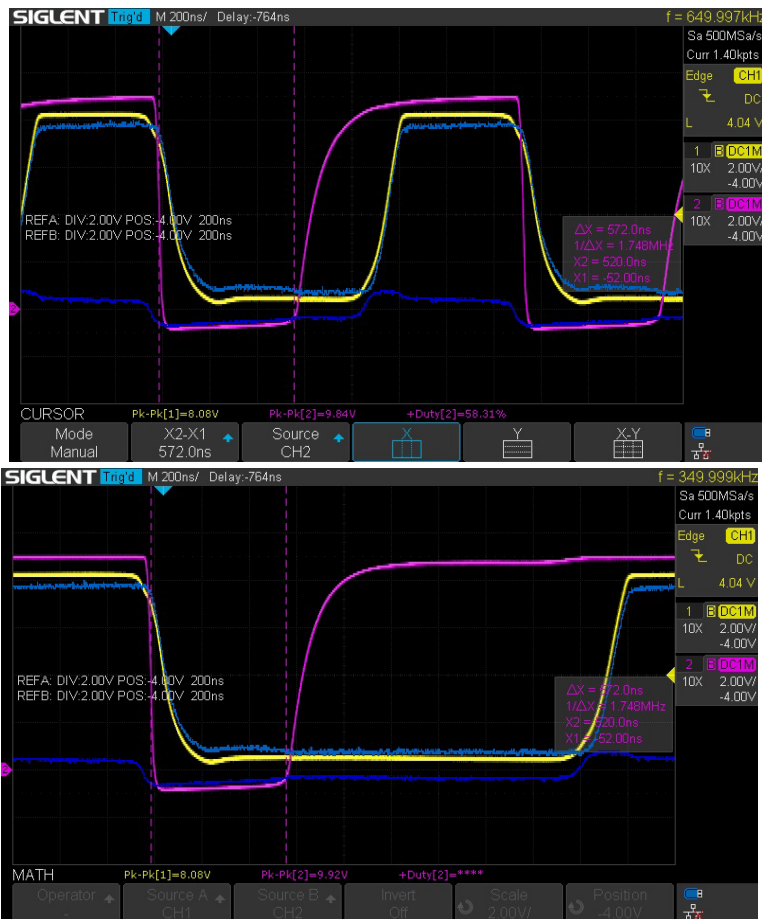 SIGLENT Trig'd M 200ns/ Delay:-764ns f = 649.997kHz
Sa 500MSa/s
Curr 1.40kpts
Edge CH1
DC
L 4.04 V
1 B DC1M
10X 2.00V/
-4.00V
2 B DC1M
10X 2.00V/
-4.00V
REFA: DIV:2.00V POS:-4.00V 200ns
REFB: DIV:2.00V POS:-4.00V 200ns
ΔX = 572.0ns
1/ΔX = 1.748MHz
X2 = 520.0ns
X1 = -52.00ns
2
CURSOR Pk-Pk[1]=8.08V Pk-Pk[2]=9.84V +Duty[2]=58.31%
Mode X2-X1 Source X Y X-Y
Manual 572.0ns CH2
SIGLENT Trig'd M 200ns/ Delay:-764ns f = 349.999kHz
Sa 500MSa/s
Curr 1.40kpts
Edge CH1
DC
L 4.04 V
1 B DC1M
10X 2.00V/
-4.00V
2 B DC1M
10X 2.00V/
-4.00V
REFA: DIV:2.00V POS:-4.00V 200ns
REFB: DIV:2.00V POS:-4.00V 200ns
ΔX = 572.0ns
1/ΔX = 1.748MHz
X2 = 520.0ns
X1 = -52.00ns
2
MATH Pk-Pk[1]=8.08V Pk-Pk[2]=9.92V +Duty[2]=****
Operator Source A Source B Invert Scale Position
- CH1 CH2 Off 2.00V/ -4.00V